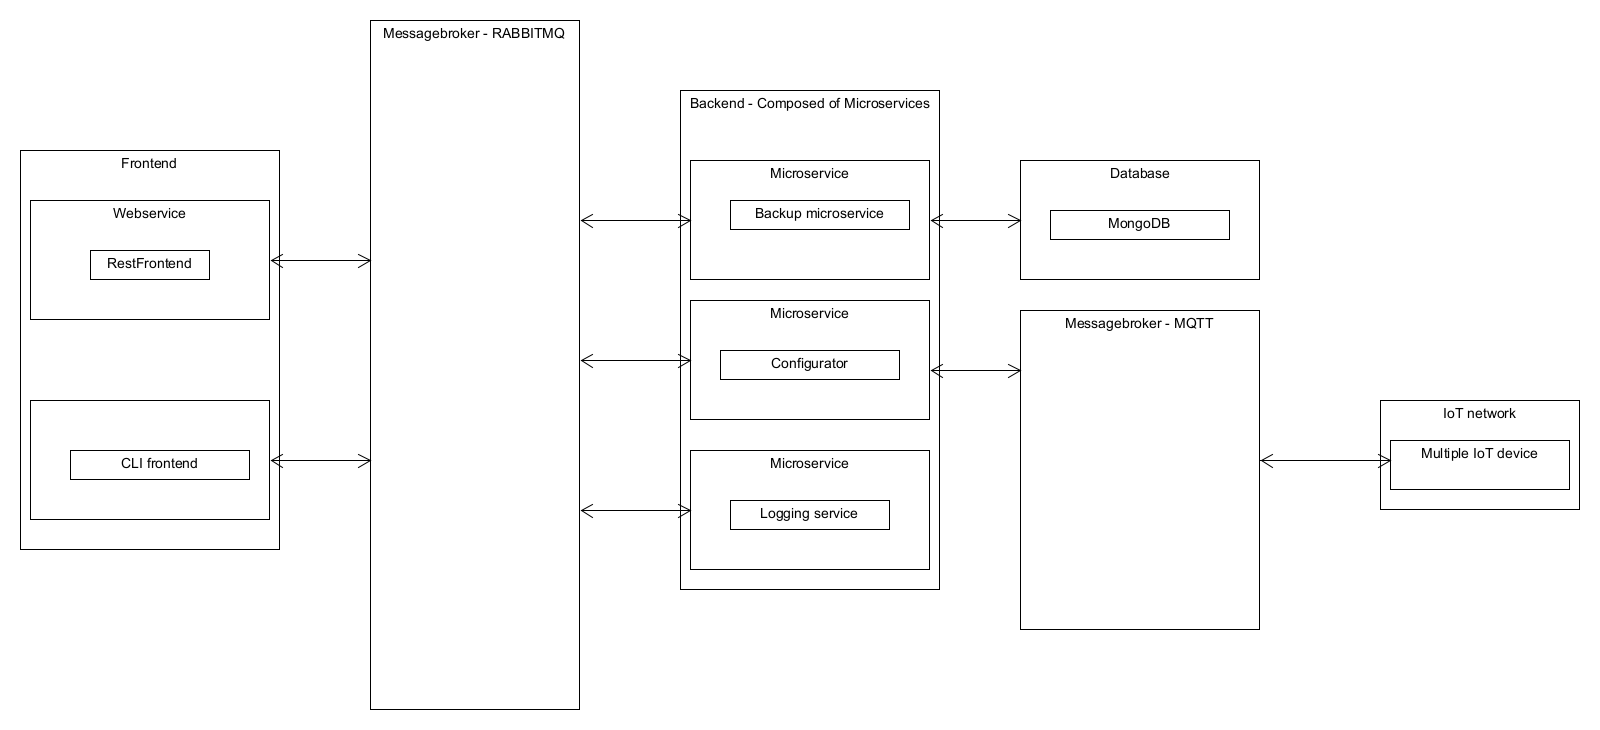 Messagebroker - RABBITMQ
Frontend
Webservice
RestFrontend
CLI frontend
Backend - Composed of Microservices
Microservice
Backup microservice
Microservice
Configurator
Microservice
Logging service
Database
MongoDB
Messagebroker - MQTT
IoT network
Multiple IoT device